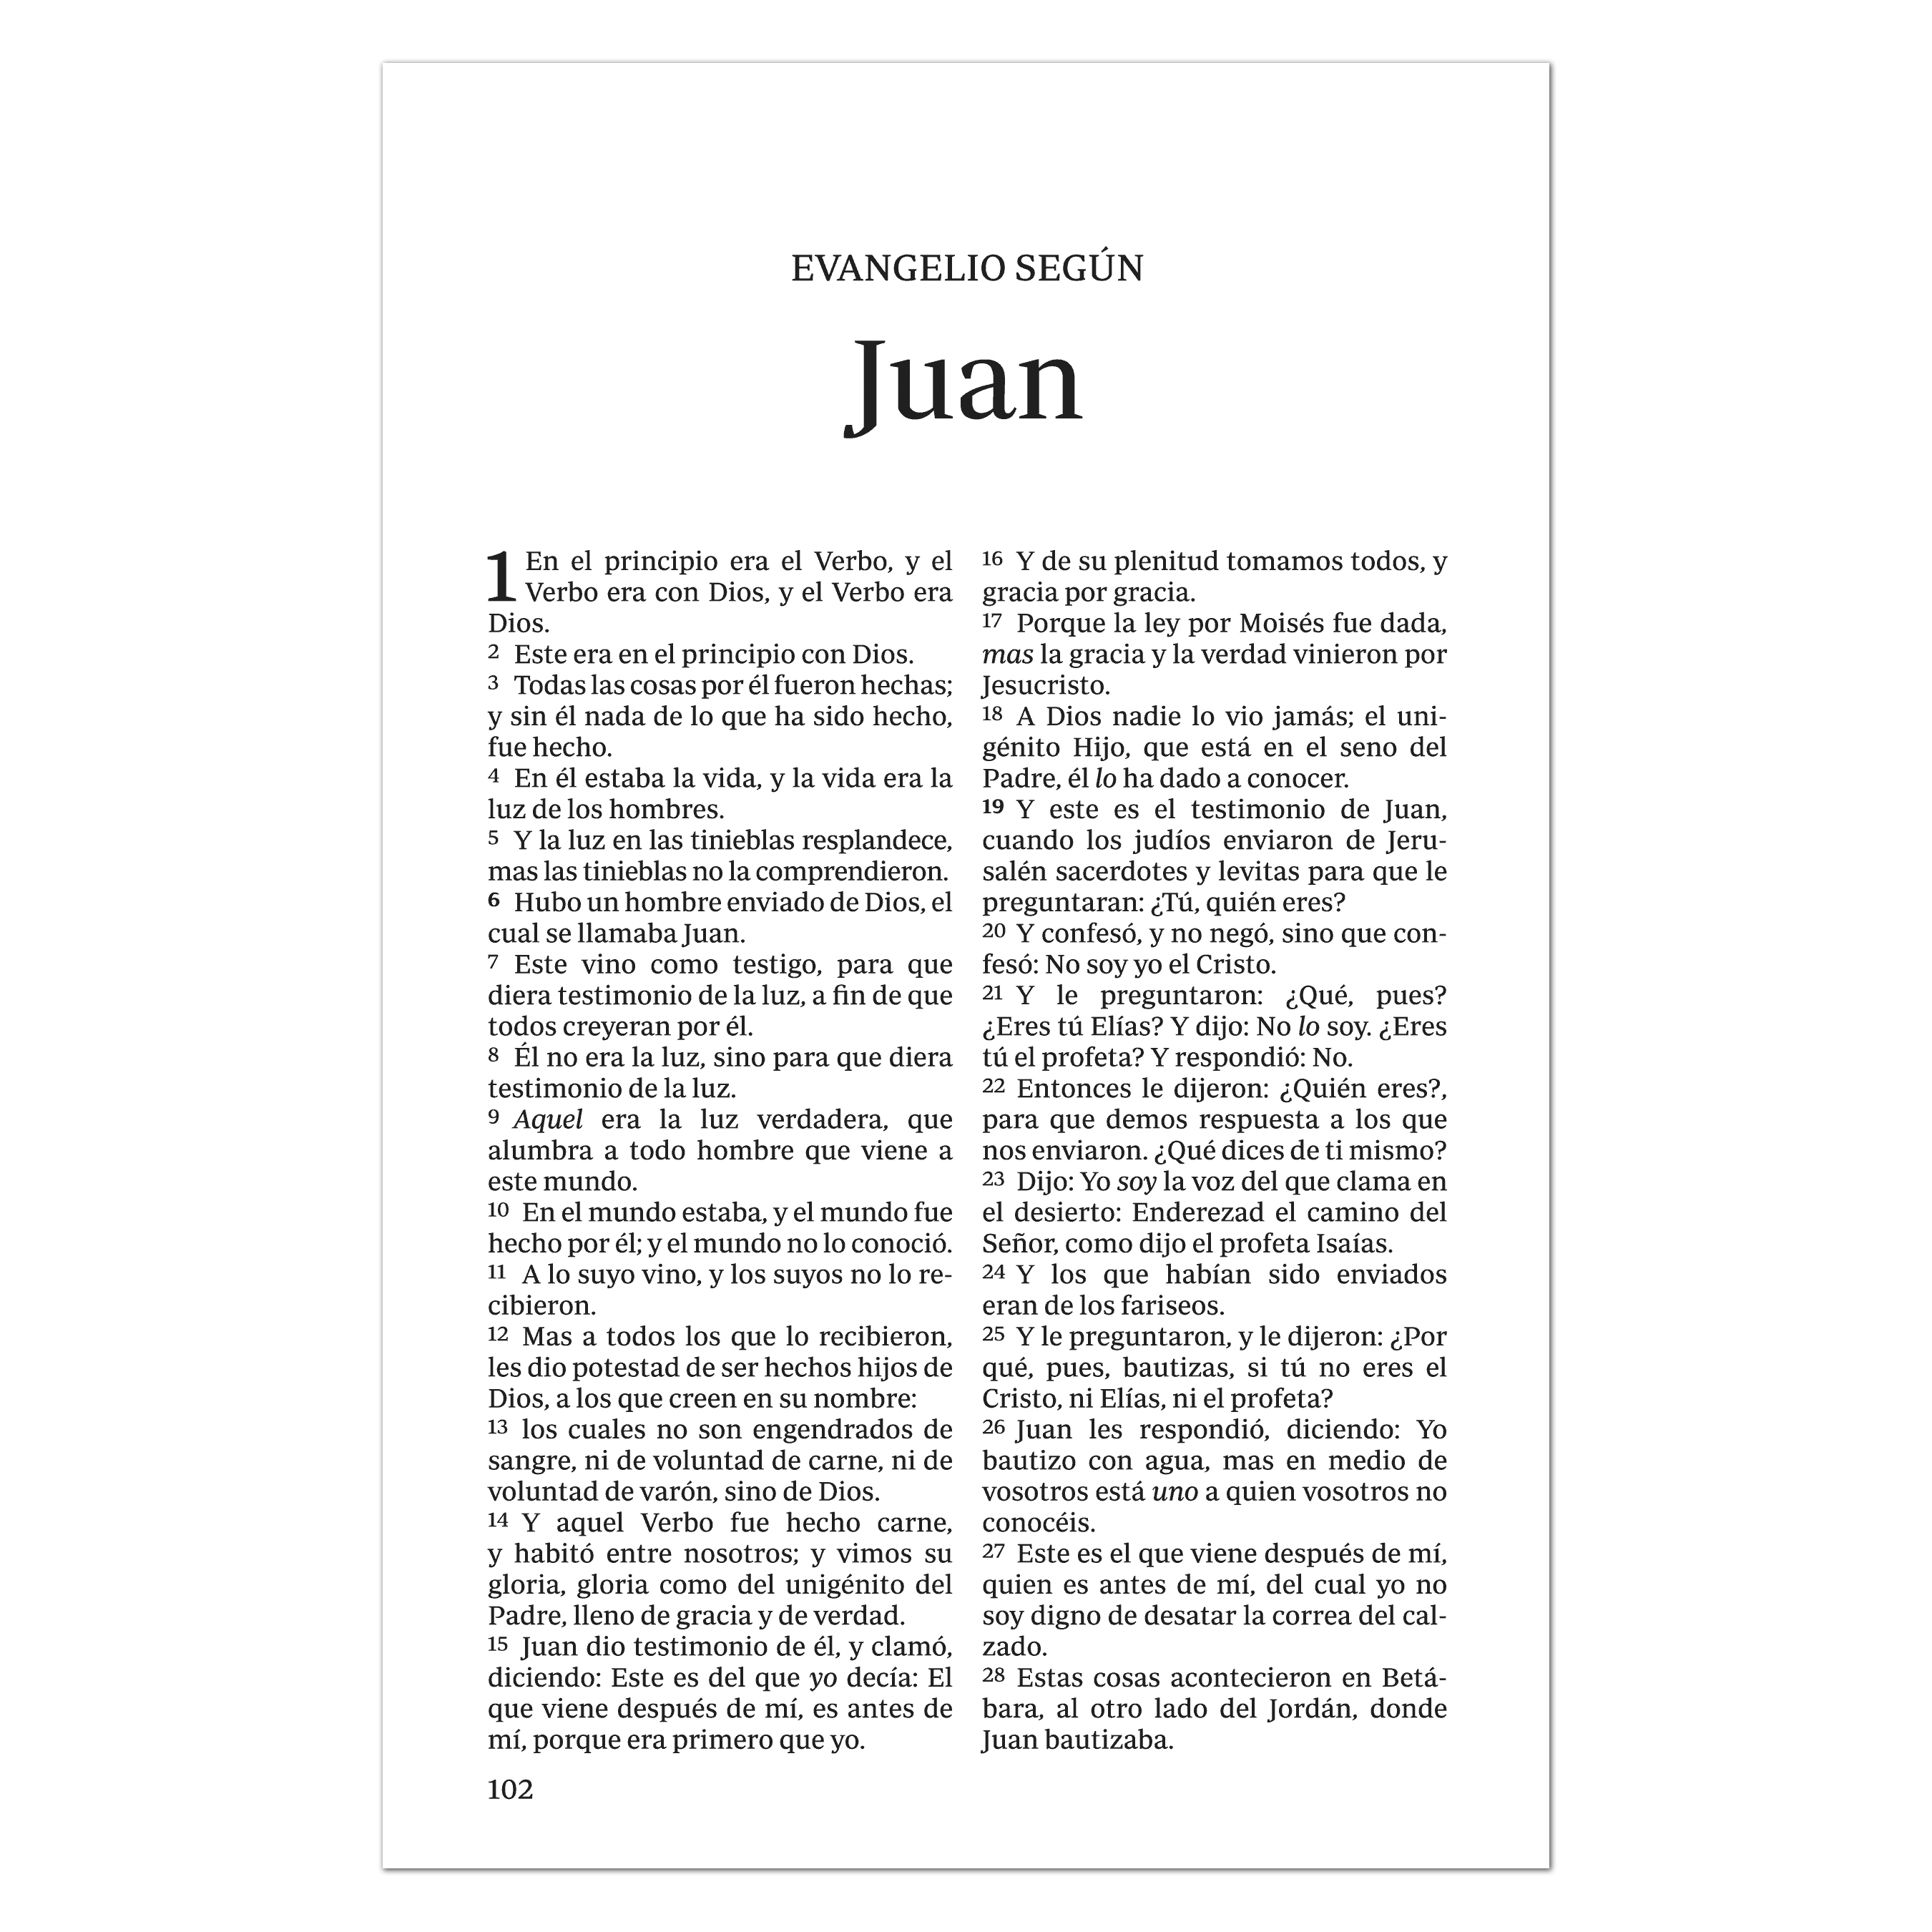 EVANGELIO SEGÚN
Juan
1 En el principio era el Verbo, y el
Verbo era con Dios, y el Verbo era
Dios.
2 Este era en el principio con Dios.
3 Todas las cosas por él fueron hechas;
y sin él nada de lo que ha sido hecho,
fue hecho.
4 En él estaba la vida, y la vida era la
luz de los hombres.
5 Y la luz en las tinieblas resplandece,
mas las tinieblas no la comprendieron.
6 Hubo un hombre enviado de Dios, el
cual se llamaba Juan.
7 Este vino como testigo, para que
diera testimonio de la luz, a fin de que
todos creyeran por él.
8 Él no era la luz, sino para que diera
testimonio de la luz.
9 Aquel era la luz verdadera, que
alumbra a todo hombre que viene a
este mundo.
10 En el mundo estaba, y el mundo fue
hecho por él; y el mundo no lo conoció.
11 A lo suyo vino, y los suyos no lo re-
cibieron.
12 Mas a todos los que lo recibieron,
les dio potestad de ser hechos hijos de
Dios, a los que creen en su nombre:
13 los cuales no son engendrados de
sangre, ni de voluntad de carne, ni de
voluntad de varón, sino de Dios.
14 Y aquel Verbo fue hecho carne,
y habitó entre nosotros; y vimos su
gloria, gloria como del unigénito del
Padre, lleno de gracia y de verdad.
15 Juan dio testimonio de él, y clamó,
diciendo: Este es del que yo decía: El
que viene después de mí, es antes de
mí, porque era primero que yo.
16 Y de su plenitud tomamos todos, y
gracia por gracia.
17 Porque la ley por Moisés fue dada,
mas la gracia y la verdad vinieron por
Jesucristo.
18 A Dios nadie lo vio jamás; el uni-
génito Hijo, que está en el seno del
Padre, él lo ha dado a conocer.
19 Y este es el testimonio de Juan,
cuando los judíos enviaron de Jeru-
salén sacerdotes y levitas para que le
preguntaran: ¿Tú, quién eres?
20 Y confesó, y no negó, sino que con-
fesó: No soy yo el Cristo.
21 Y le preguntaron: ¿Qué, pues?
¿Eres tú Elías? Y dijo: No lo soy. ¿Eres
tú el profeta? Y respondió: No.
22 Entonces le dijeron: ¿Quién eres?,
para que demos respuesta a los que
nos enviaron. ¿Qué dices de ti mismo?
23 Dijo: Yo soy la voz del que clama en
el desierto: Enderezad el camino del
Señor, como dijo el profeta Isaías.
24 Y los que habían sido enviados
eran de los fariseos.
25 Y le preguntaron, y le dijeron: ¿Por
qué, pues, bautizas, si tú no eres el
Cristo, ni Elías, ni el profeta?
26 Juan les respondió, diciendo: Yo
bautizo con agua, mas en medio de
vosotros está uno a quien vosotros no
conocéis.
27 Este es el que viene después de mí,
quien es antes de mí, del cual yo no
soy digno de desatar la correa del cal-
zado.
28 Estas cosas acontecieron en Betá-
bara, al otro lado del Jordán, donde
Juan bautizaba.
102